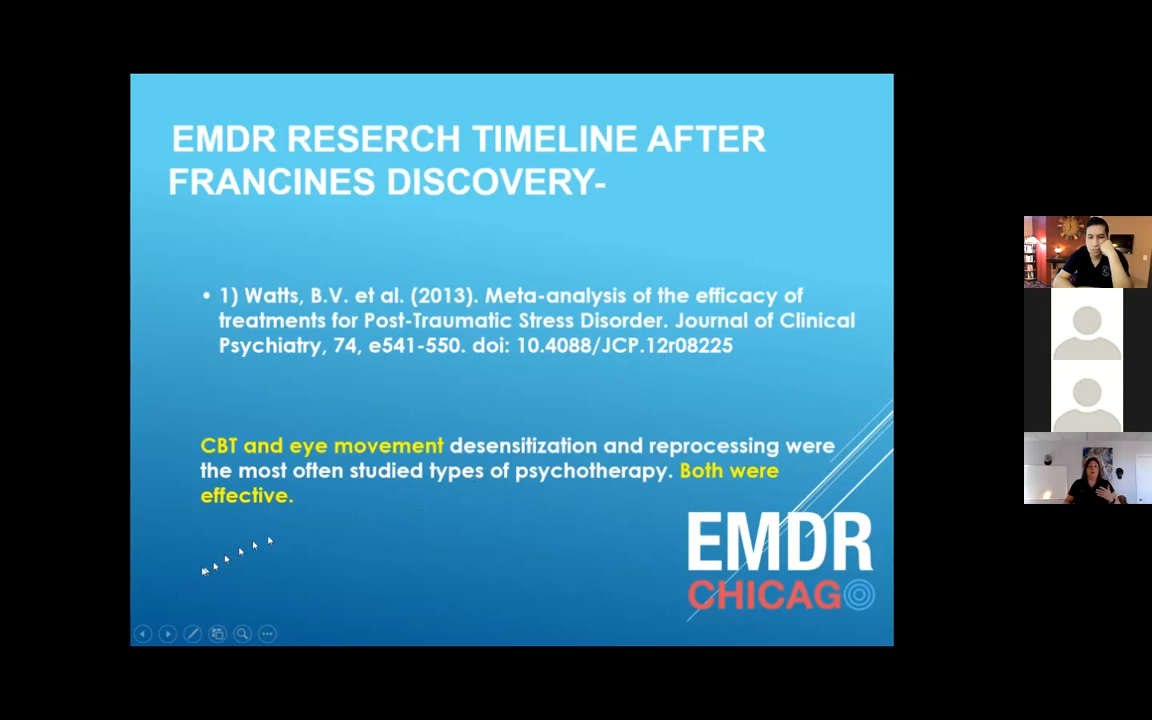 EMDR RESERCH TIMELINE AFTER
FRANCINES DISCOVERY-
• 1) Watts, B.V. et al. (2013). Meta-analysis of the efficacy of
treatments for Post-Traumatic Stress Disorder. Journal of Clinical
Psychiatry, 74, e541-550. doi: 10.4088/JCP.12r08225
CBT and eye movement desensitization and reprocessing were
the most often studied types of psychotherapy. Both were
effective.
EMDR
CHICAGO